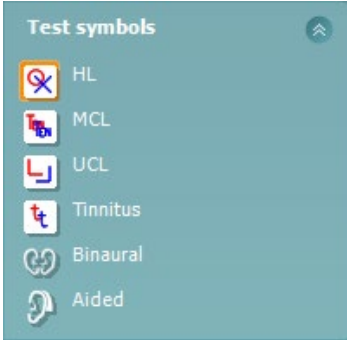 Test symbols
HL
MCL
UCL
Tinnitus
Binaural
Aided